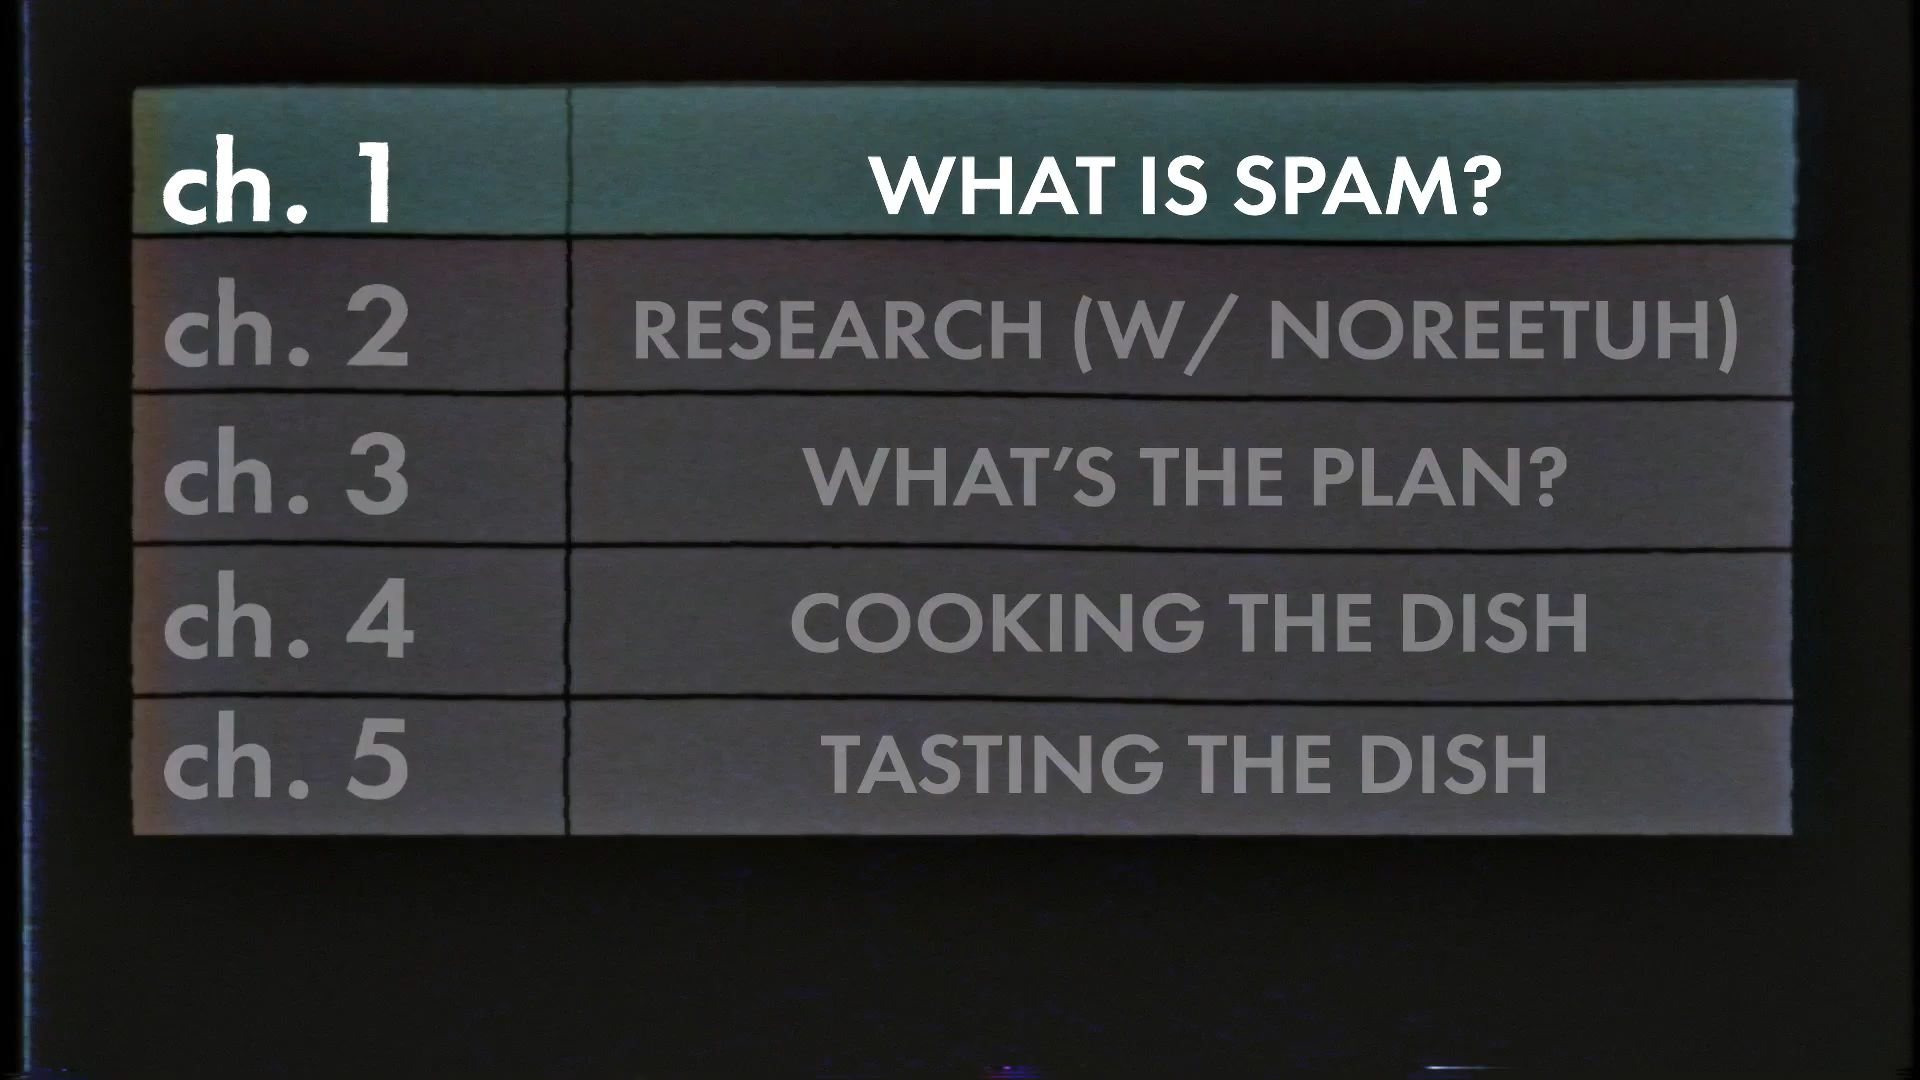 ch. 1 WHAT IS SPAM?
ch. 2 RESEARCH (W/ NOREETUH)
ch. 3 WHAT'S THE PLAN?
ch. 4 COOKING THE DISH
ch. 5 TASTING THE DISH